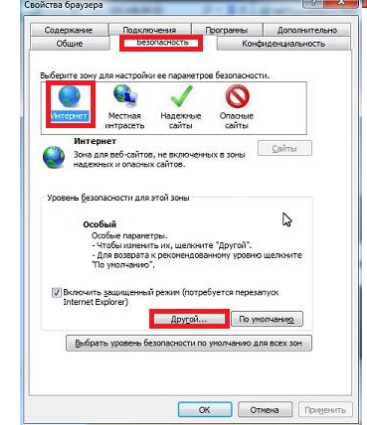 Свойства браузера
Содержание Подключения Программы Дополнительно
Общие Безопасность Конфиденциальность
Выберите зону для настройки ее параметров безопасности.
Интернет Местная интрасеть Надежные сайты Опасные сайты
Интернет
Зона для веб-сайтов, не включенных в зоны
надежных и опасных сайтов.
Сайты
Уровень безопасности для этой зоны
Особый
Особые параметры.
- Чтобы изменить их, щелкните "Другой".
- Для возврата к рекомендованному уровню щелкните
"По умолчанию".
Включить защищенный режим (потребуется перезапуск
Internet Explorer)
Другой... По умолчанию
Выбрать уровень безопасности по умолчанию для всех зон
OK Отмена Применить